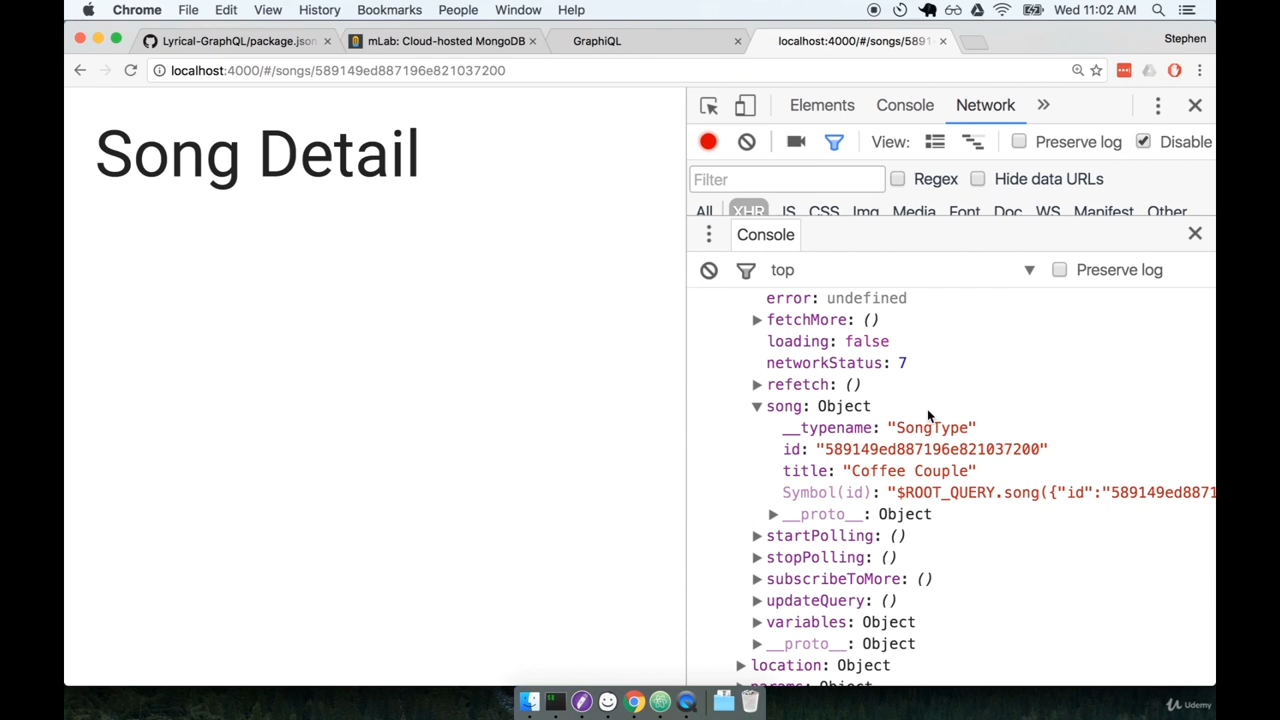 Chrome File Edit View History Bookmarks People Window Help Wed 11:02 AM
Lyrical-GraphQL/package.json × mLab: Cloud-hosted MongoDB × GraphiQL × localhost:4000/#/songs/5891 × Stephen
localhost:4000/#/songs/589149ed887196e821037200
Song Detail
Elements Console Network »
View: Preserve log Disable
Filter Regex Hide data URLs
All XHR JS CSS Img Media Font Doc WS Manifest Other
Console
top ▼ Preserve log
error: undefined
▶ fetchMore: ()
loading: false
networkStatus: 7
▶ refetch: ()
▼ song: Object
__typename: "SongType"
id: "589149ed887196e821037200"
title: "Coffee Couple"
Symbol(id): "$ROOT_QUERY.song({"id":"589149ed8871
▶ __proto__: Object
▶ startPolling: ()
▶ stopPolling: ()
▶ subscribeToMore: ()
▶ updateQuery: ()
▶ variables: Object
▶ __proto__: Object
▶ location: Object
▶ params: Object
Udemy